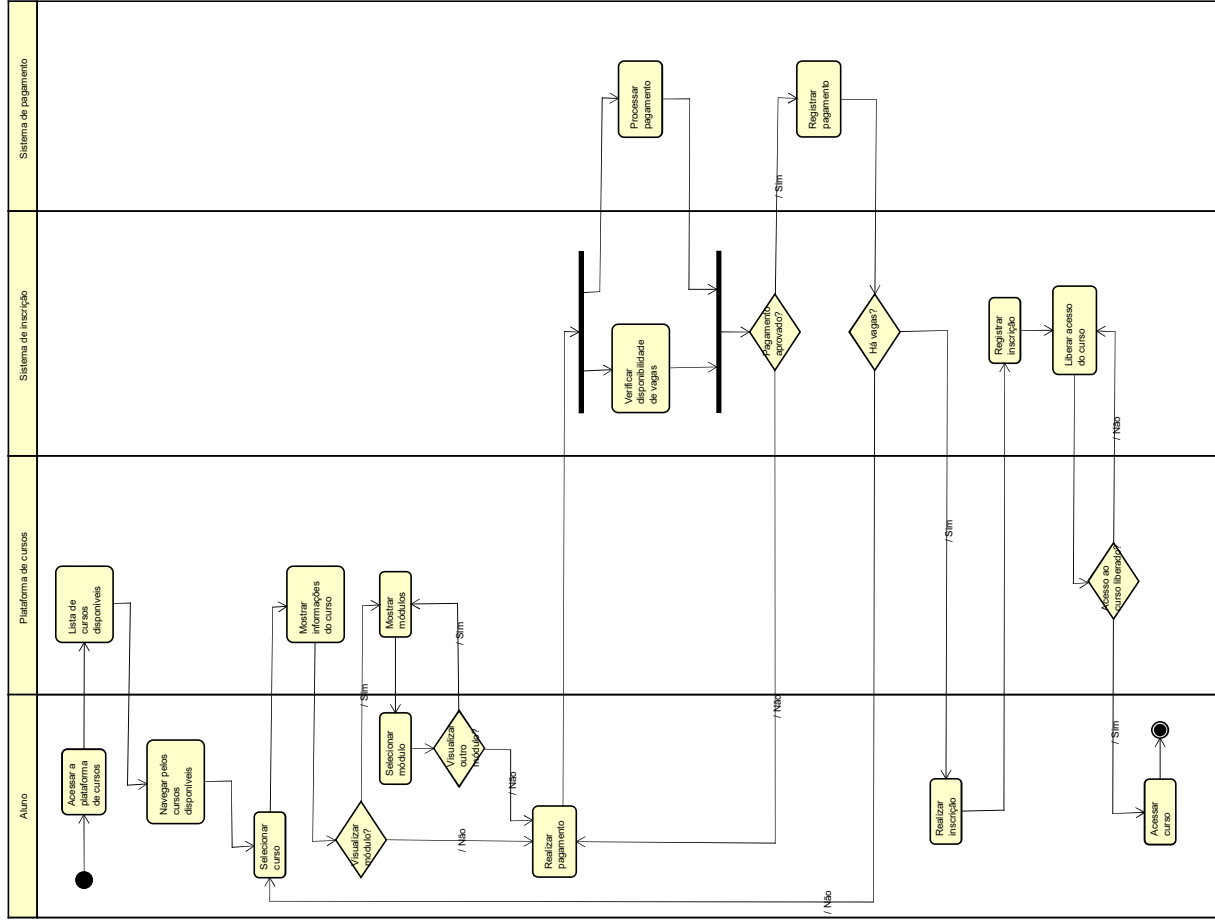 Sistema de pagamento
Sistema de inscrição
Plataforma de cursos
Aluno
Acessar a
plataforma
de cursos
Lista de
cursos
disponíveis
Navegar pelos
cursos
disponíveis
Selecionar
curso
Mostrar
informações
do curso
Visualizar
módulo?
/ Sim
/ Não
Mostrar
módulos
Selecionar
módulo
Visualizar
outro
módulo?
/ Sim
/ Não
Realizar
pagamento
Verificar
disponibilidade
de vagas
Processar
pagamento
Pagamento
aprovado?
/ Sim
/ Não
Registrar
pagamento
Há vagas?
/ Sim
/ Não
Realizar
inscrição
Registrar
inscrição
Liberar acesso
do curso
Acesso ao
curso liberado?
/ Não
/ Sim
Acessar
curso